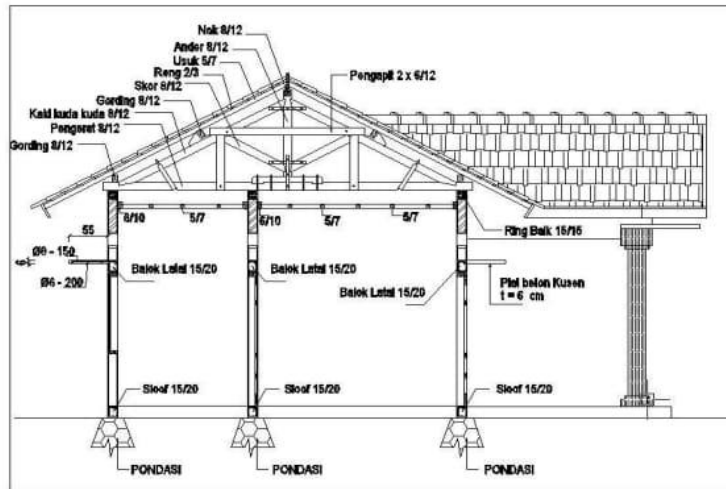 Nok 8/12
Ander 8/12
Usuk 5/7
Reng 2/3
Skor 8/12
Gording 8/12
Kaki kuda kuda 8/12
Pengeret 8/12
Gording 8/12
Pengapit 2 x 6/12
8/10
5/7
6/10
5/7
5/7
55
Ring Balk 15/15
Ø8 - 150
6
Ø6 - 200
Balok Latai 15/20
Balok Latai 15/20
Balok Latai 15/20
Plat beton Kusen
t = 6 cm
Sloof 15/20
Sloof 15/20
Sloof 15/20
PONDASI
PONDASI
PONDASI